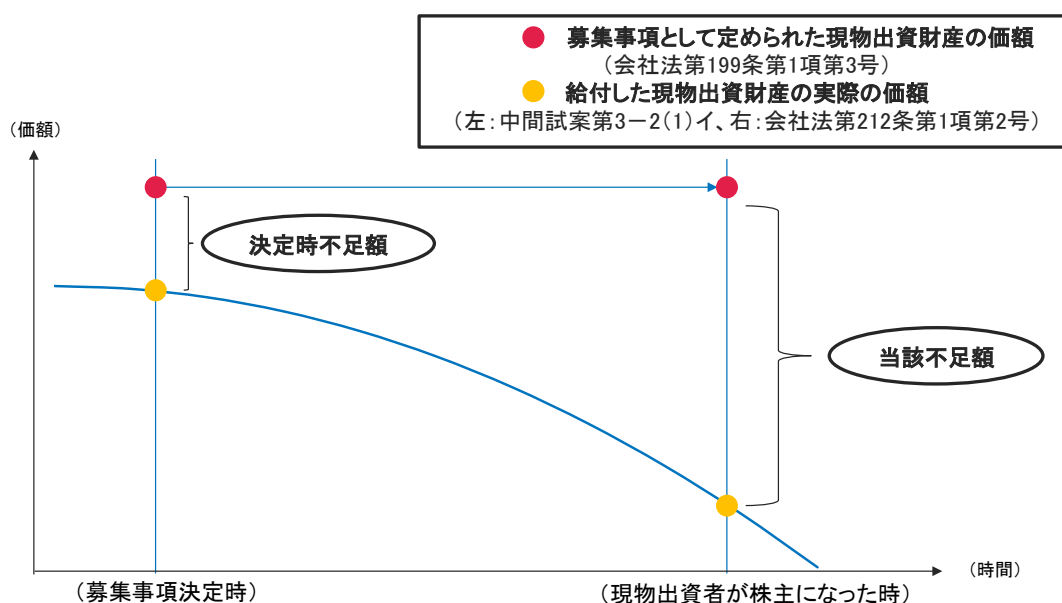 募集事項として定められた現物出資財産の価額
（会社法第199条第1項第3号）
給付した現物出資財産の実際の価額
（左：中間試案第3－2(1)イ、右：会社法第212条第1項第2号）
（価額）
決定時不足額
当該不足額
（時間）
（募集事項決定時）
（現物出資者が株主になった時）